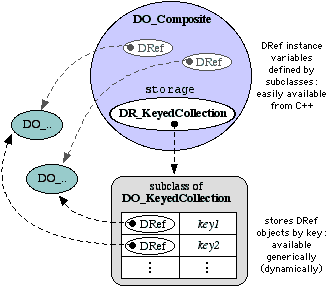 DO_Composite
DRef
DRef
DRef instance
variables
defined by
subclasses:
easily available
from C++
storage
DR_KeyedCollection
DO_..
DO_..
subclass of
DO_KeyedCollection
DRef key1
DRef key2
⋮ ⋮
stores DRef
objects by key:
available
generically
(dynamically)